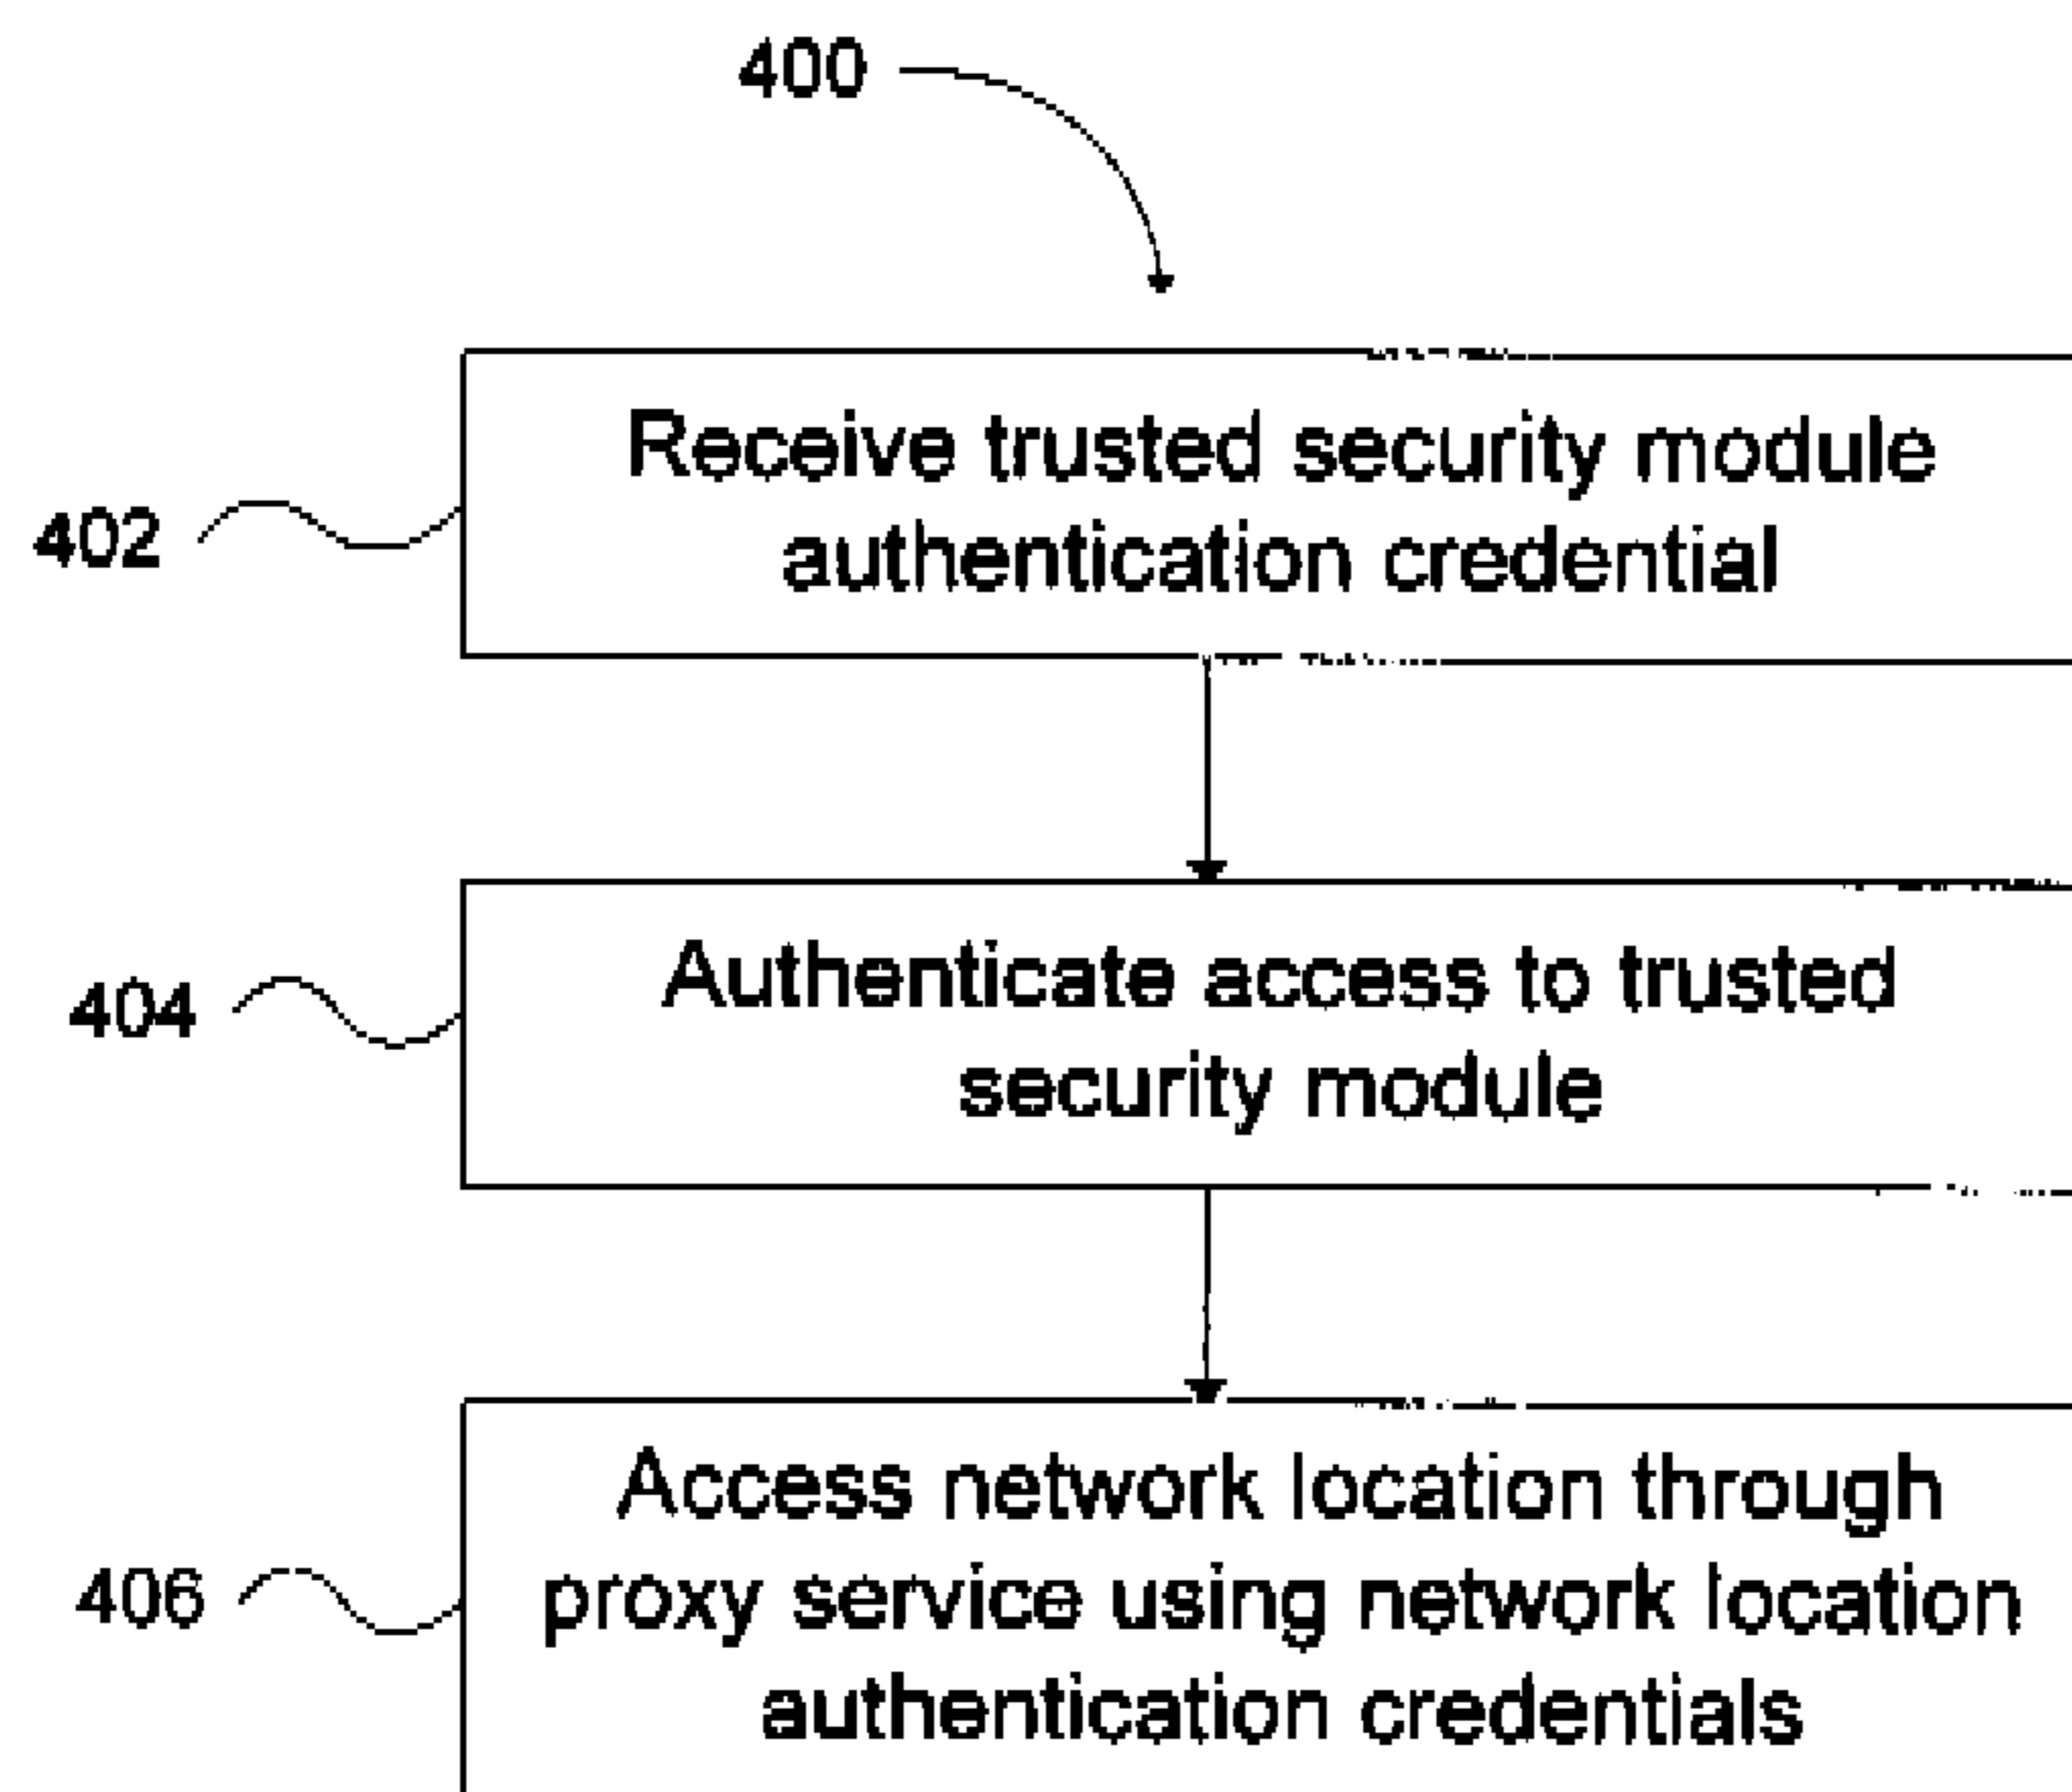 400
Receive trusted security module
402
authentication credential
Authenticate access to trusted
404
security module
Access network location through
406
proxy service using network location
authentication credentials